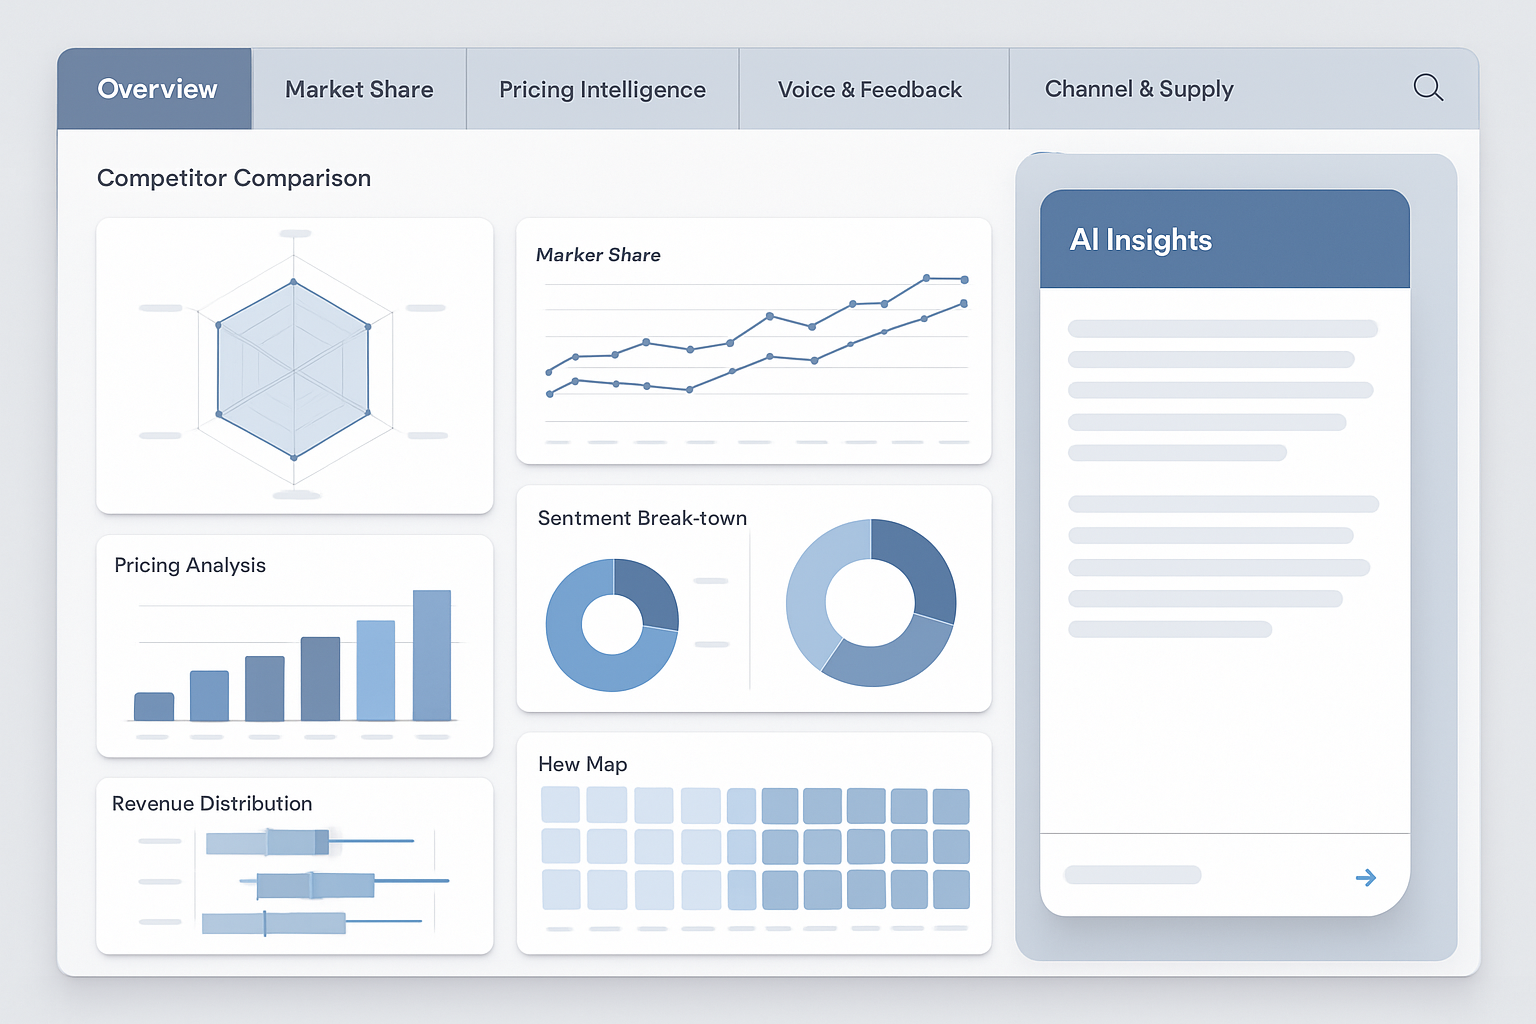 Overview
Market Share
Pricing Intelligence
Voice & Feedback
Channel & Supply
Competitor Comparison
Marker Share
Sentment Break-town
Pricing Analysis
Revenue Distribution
Hew Map
AI Insights